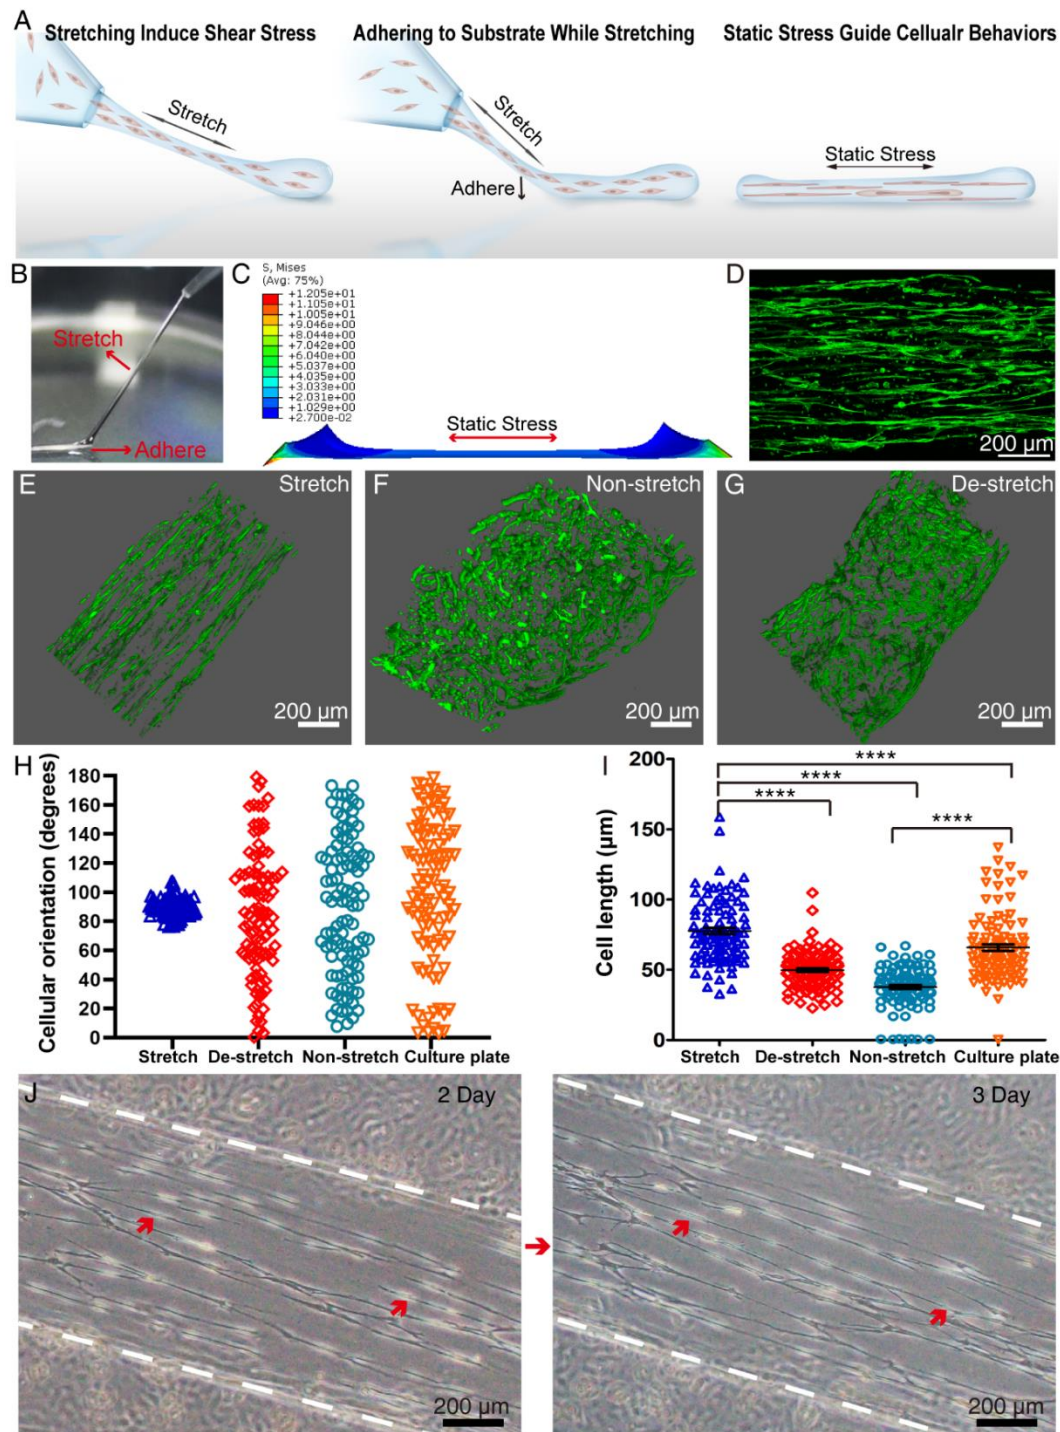 A
Stretching Induce Shear Stress
Adhering to Substrate While Stretching
Static Stress Guide Cellualr Behaviors
Stretch
Stretch
Adhere
Static Stress
B
Stretch
Adhere
C
S, Mises
(Avg: 75%)
+1.205e+01
+1.105e+01
+1.005e+01
+9.046e+00
+8.044e+00
+7.042e+00
+6.040e+00
+5.037e+00
+4.035e+00
+3.033e+00
+2.031e+00
+1.029e+00
+2.700e-02
Static Stress
D
200 µm
E
Stretch
200 µm
F
Non-stretch
200 µm
G
De-stretch
200 µm
H
Cellular orientation (degrees)
180
160
140
120
100
80
60
40
20
0
Stretch
De-stretch
Non-stretch
Culture plate
I
Cell length (µm)
200
150
100
50
0
****
****
****
****
Stretch
De-stretch
Non-stretch
Culture plate
J
2 Day
200 µm
3 Day
200 µm